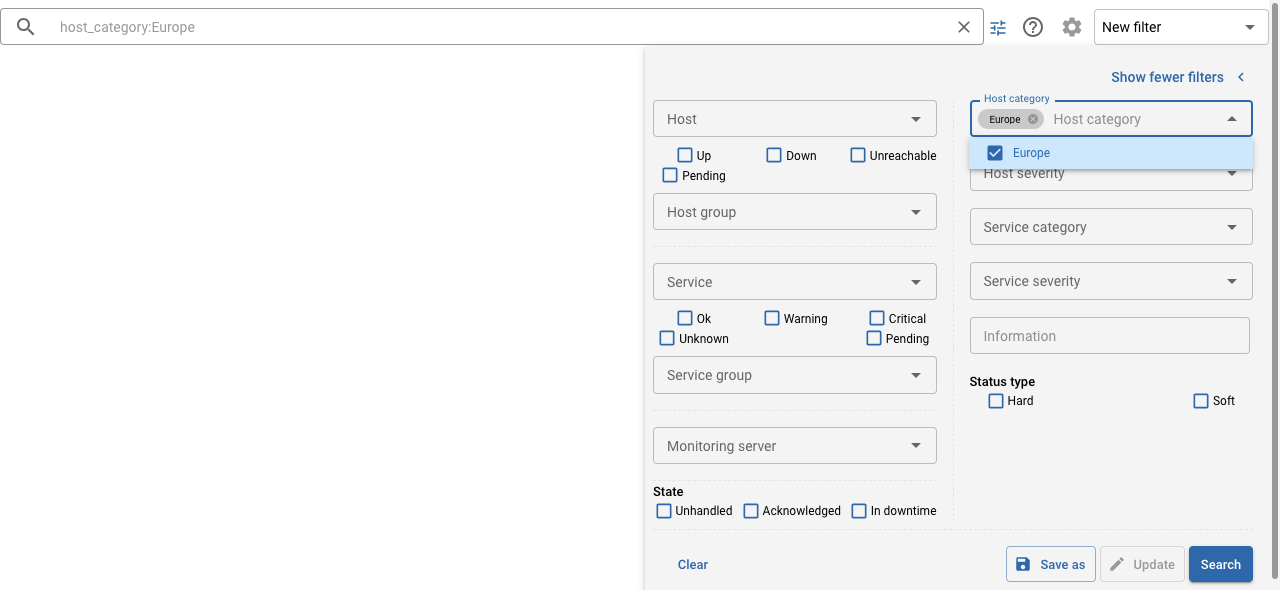 host_category:Europe
New filter
Show fewer filters
Host
Up
Down
Unreachable
Pending
Host group
Service
Ok
Warning
Critical
Unknown
Pending
Service group
Monitoring server
State
Unhandled
Acknowledged
In downtime
Host category
Europe
Host category
Europe
Host severity
Service category
Service severity
Information
Status type
Hard
Soft
Clear
Save as
Update
Search